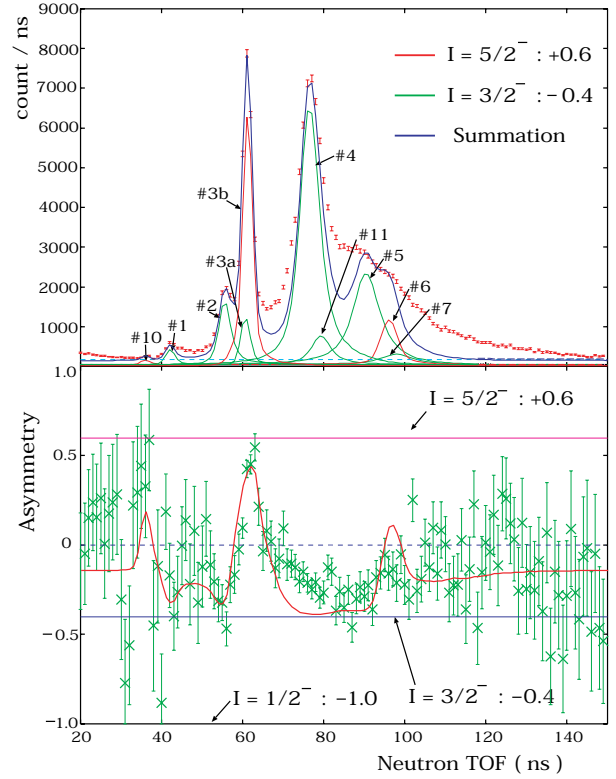 9000
8000
7000
6000
5000
4000
3000
2000
1000
0
count / ns
I = 5/2⁻ : +0.6
I = 3/2⁻ : −0.4
Summation
#3b
#4
#3a
#11
#5
#2
#6
#1
#7
#10
1.0
0.5
0
−0.5
−1.0
Asymmetry
I = 5/2⁻ : +0.6
I = 1/2⁻ : −1.0
I = 3/2⁻ : −0.4
20 40 60 80 100 120 140
Neutron TOF ( ns )